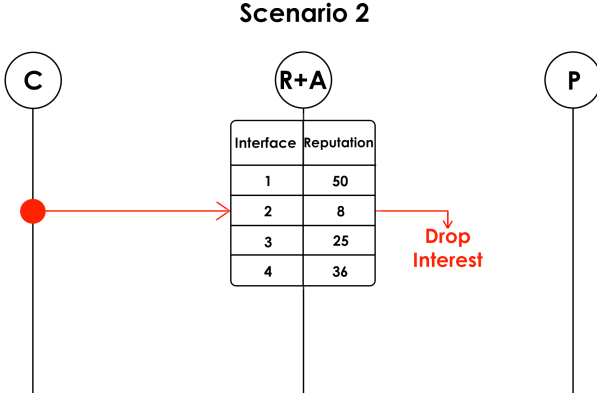 Scenario 2
C R+A P
Interface Reputation
1 50
2 8
3 25
4 36
Drop
Interest